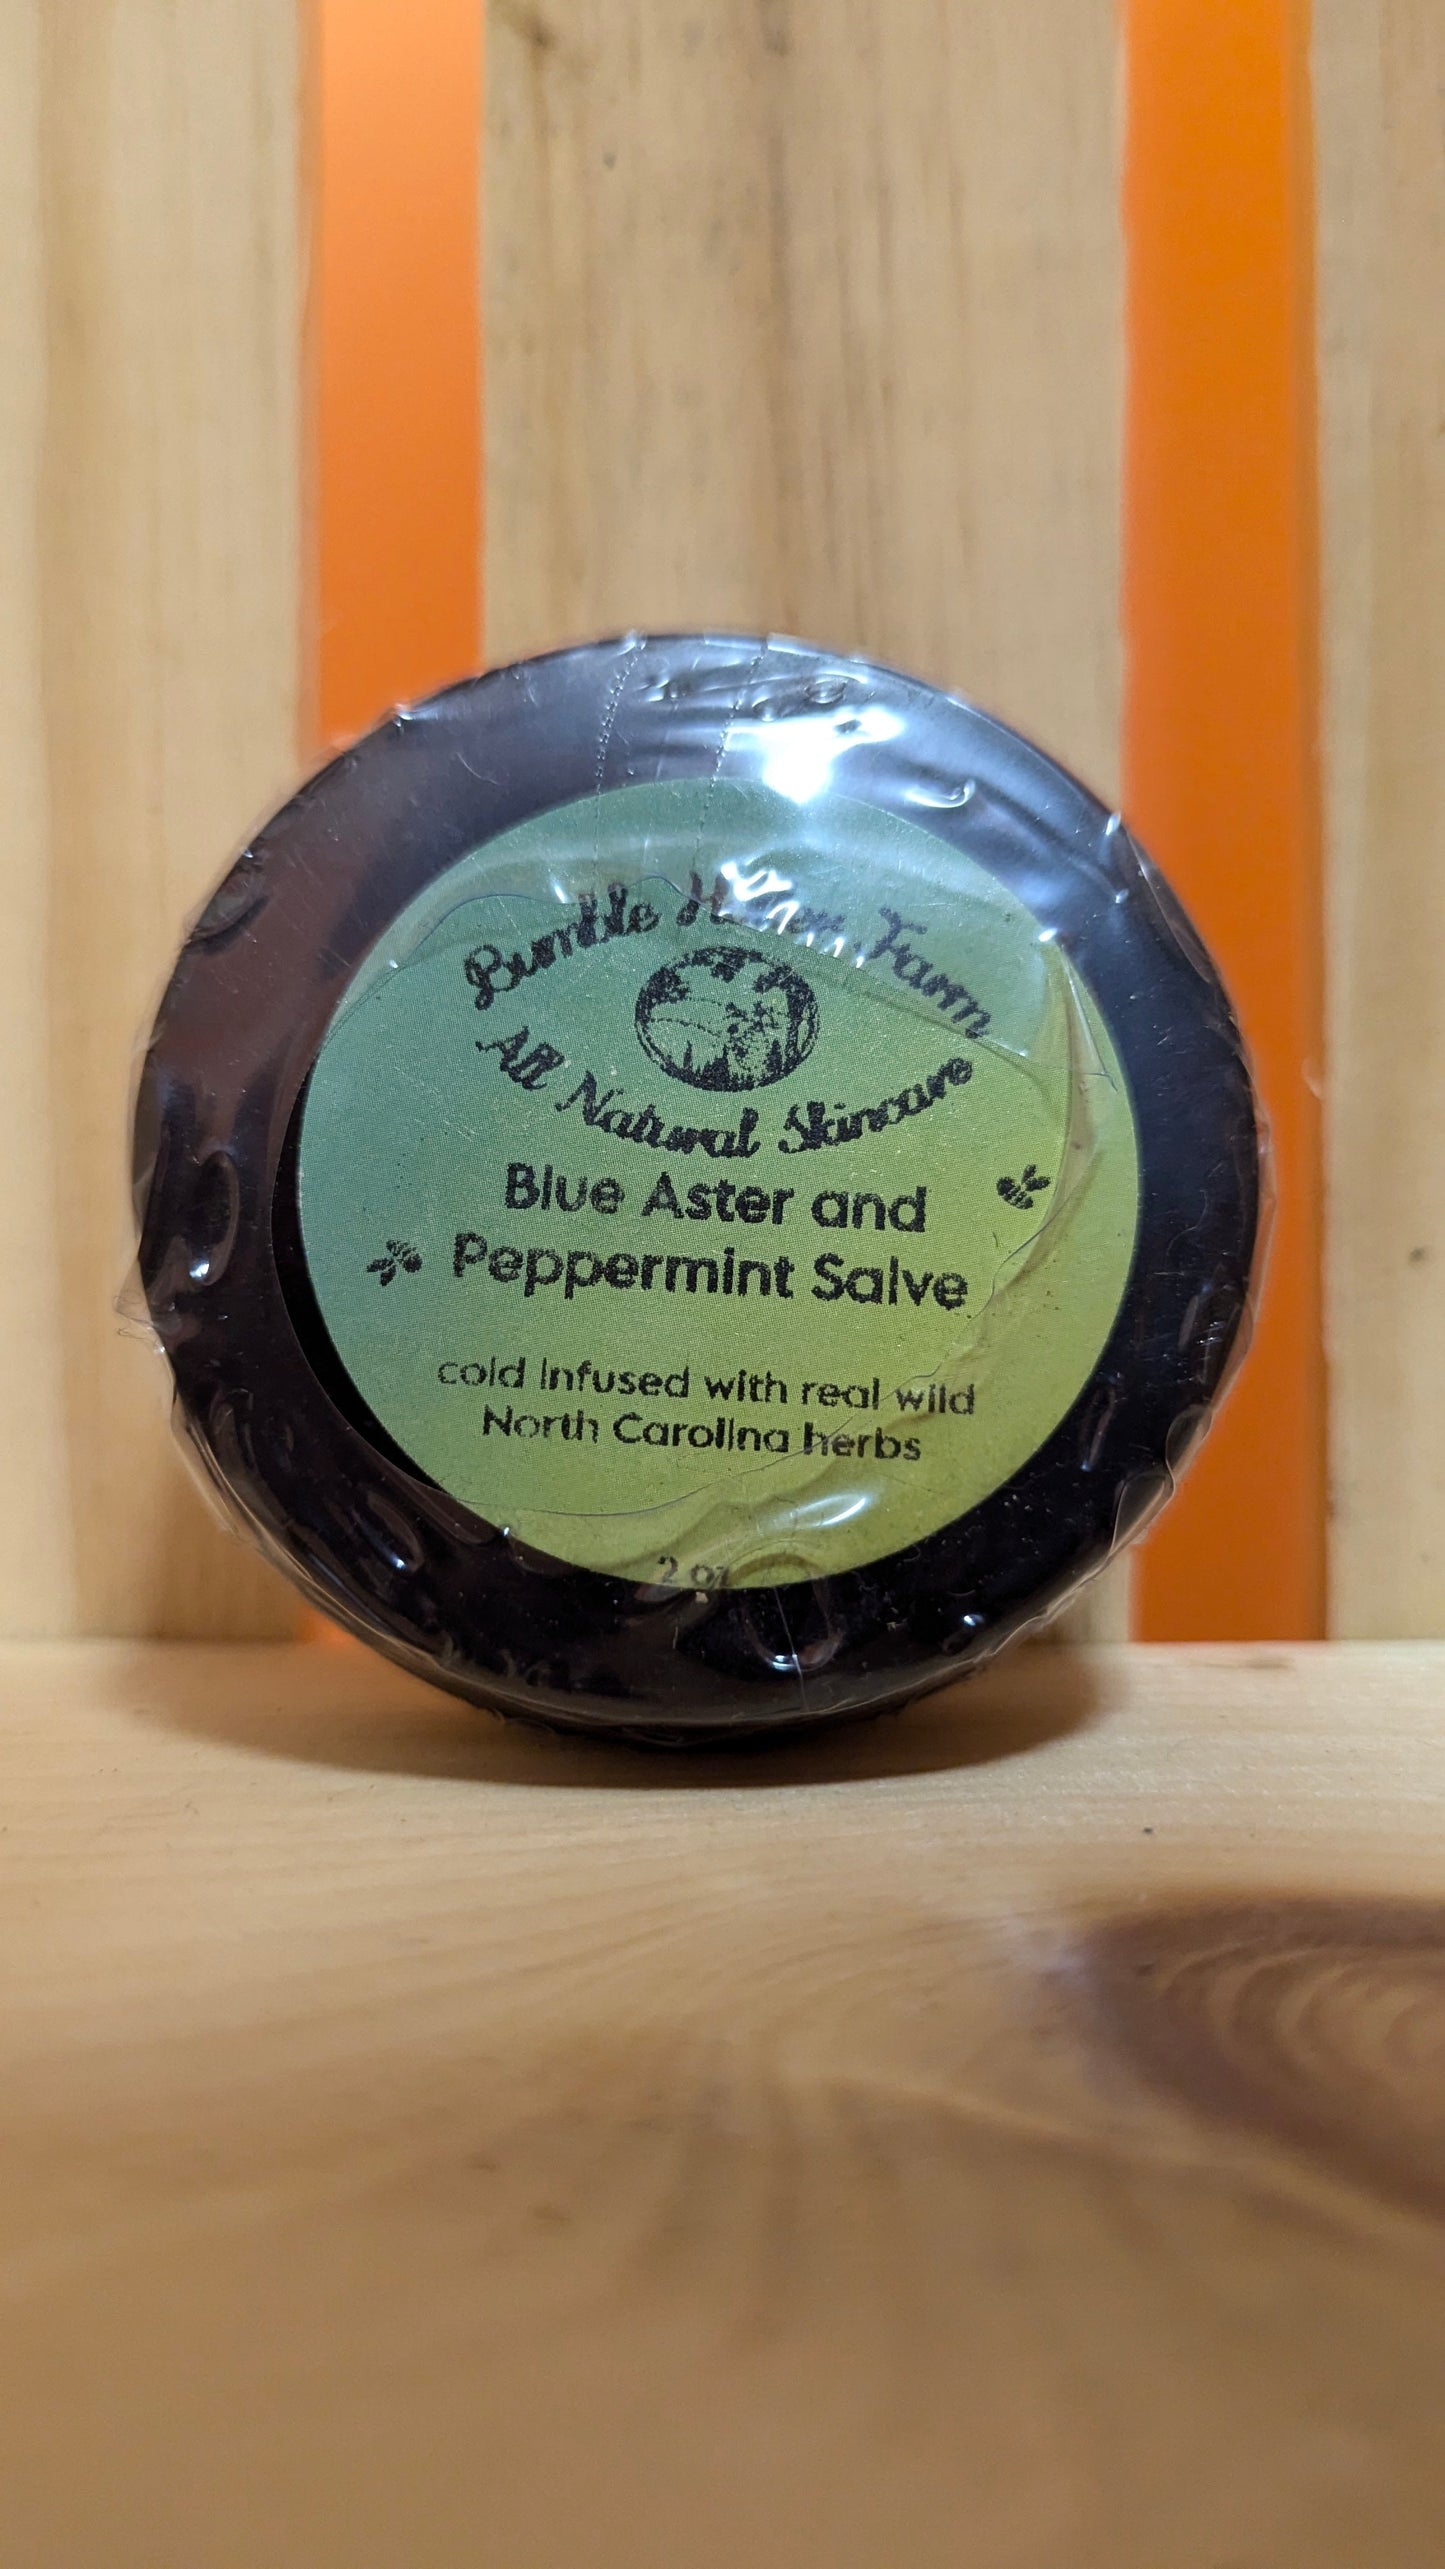 Bumble Farm
All Natural Skincare
Blue Aster and
Peppermint Salve
cold infused with real wild
North Carolina herbs
2 oz